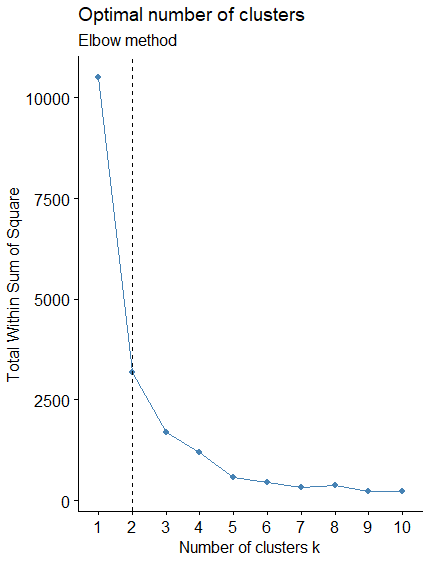 Optimal number of clusters
Elbow method
Total Within Sum of Square
10000
7500
5000
2500
0
1 2 3 4 5 6 7 8 9 10
Number of clusters k